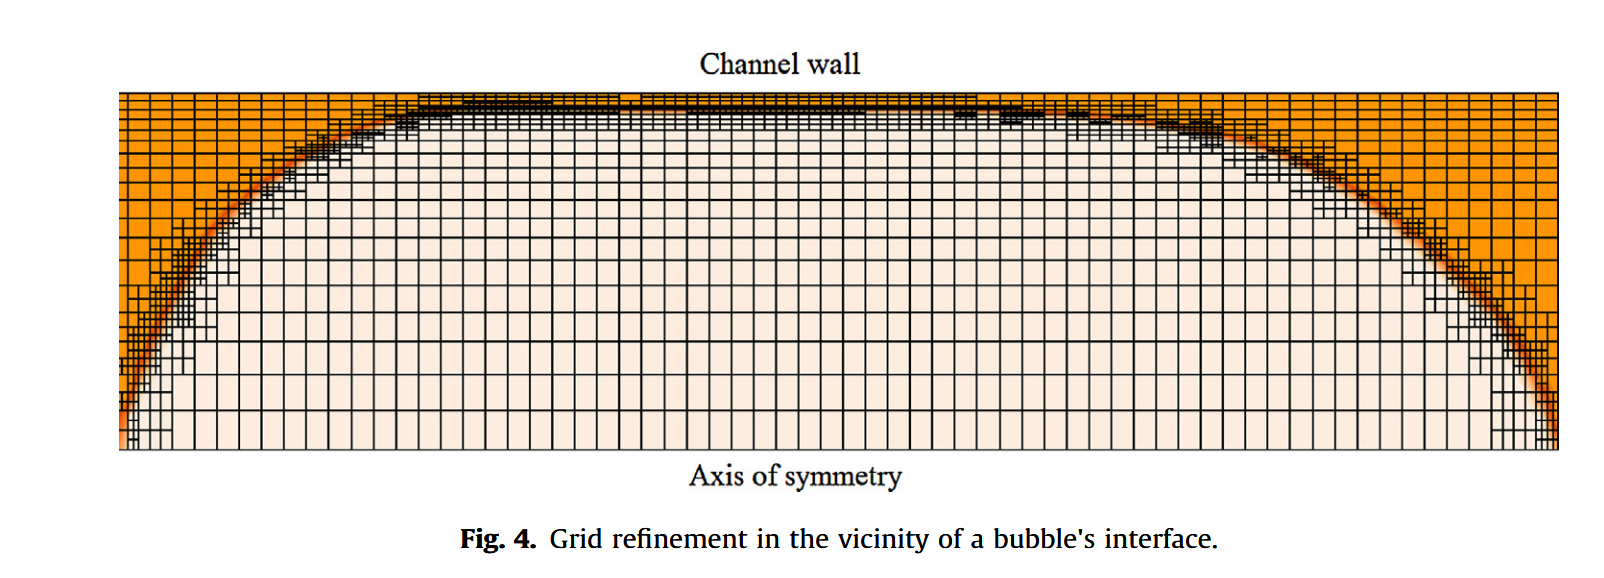 Channel wall
Axis of symmetry
Fig. 4. Grid refinement in the vicinity of a bubble's interface.